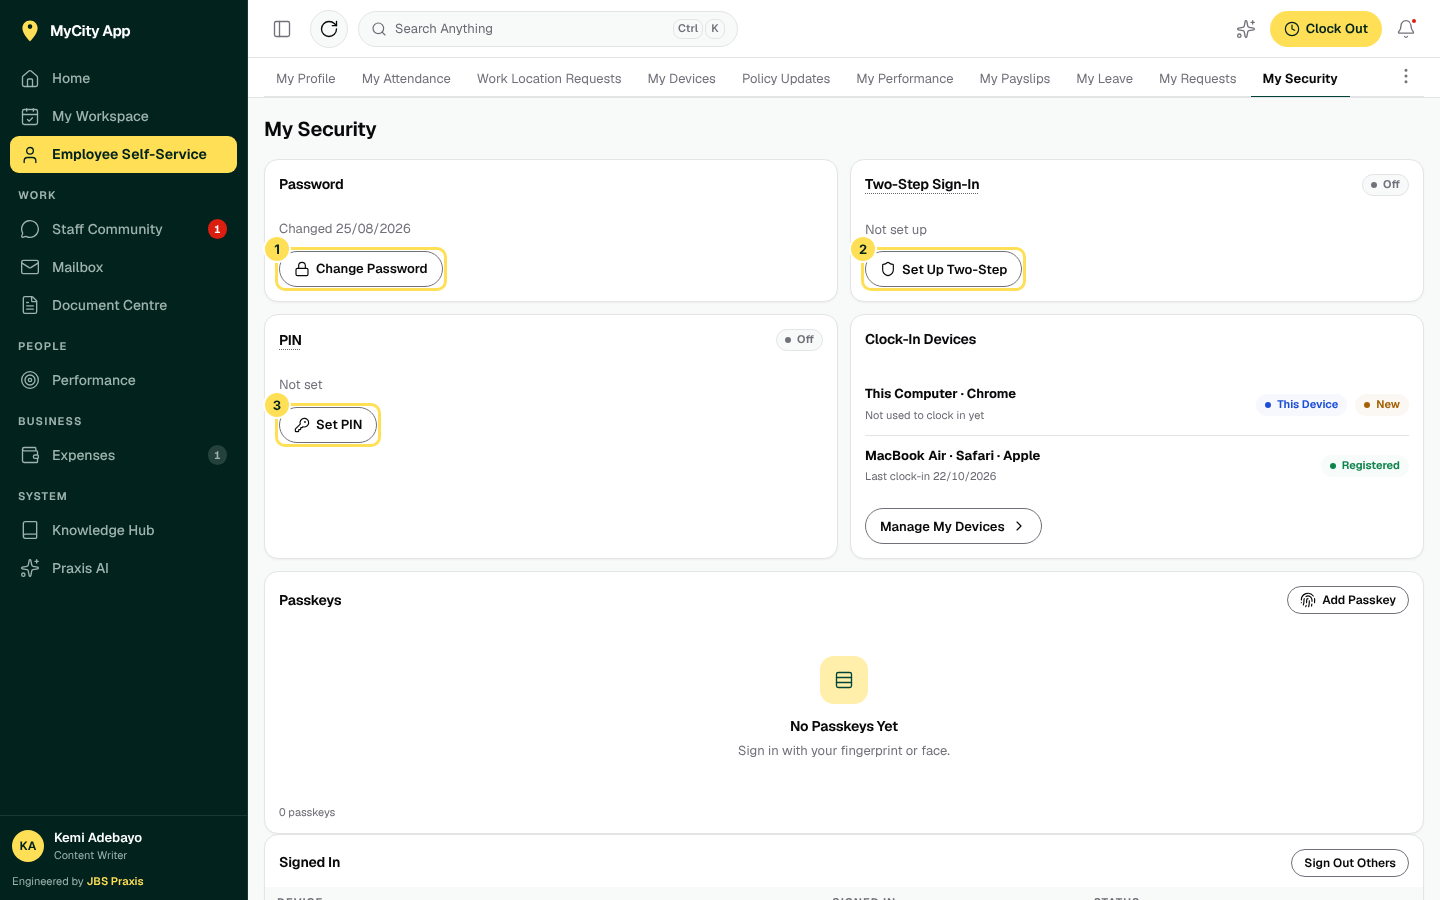 MyCity App
Home
My Workspace
Employee Self-Service
WORK
Staff Community
1
Mailbox
Document Centre
PEOPLE
Performance
BUSINESS
Expenses
1
SYSTEM
Knowledge Hub
Praxis AI
KA
Kemi Adebayo
Content Writer
Engineered by JBS Praxis
Search Anything
Ctrl K
Clock Out
My Profile
My Attendance
Work Location Requests
My Devices
Policy Updates
My Performance
My Payslips
My Leave
My Requests
My Security
My Security
Password
Changed 25/08/2026
1
Change Password
Two-Step Sign-In
Off
Not set up
2
Set Up Two-Step
PIN
Off
Not set
3
Set PIN
Clock-In Devices
This Computer · Chrome
Not used to clock in yet
This Device
New
MacBook Air · Safari · Apple
Last clock-in 22/10/2026
Registered
Manage My Devices
Passkeys
Add Passkey
No Passkeys Yet
Sign in with your fingerprint or face.
0 passkeys
Signed In
Sign Out Others
DEVICE
SIGNED IN
STATUS